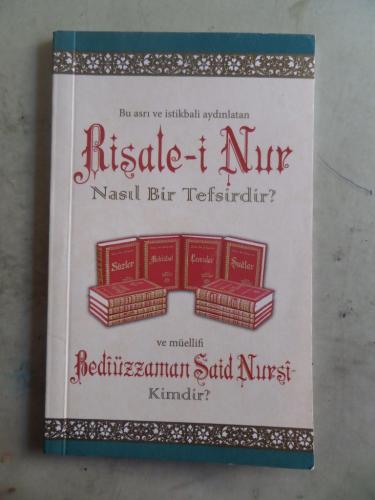 Bu asrı ve istikbali aydınlatan
Risale-i Nur
Nasıl Bir Tefsirdir?
Sözler
Mektubat
Lem'alar
Şualar
ve müellifi
Bediüzzaman Said Nursî
Kimdir?